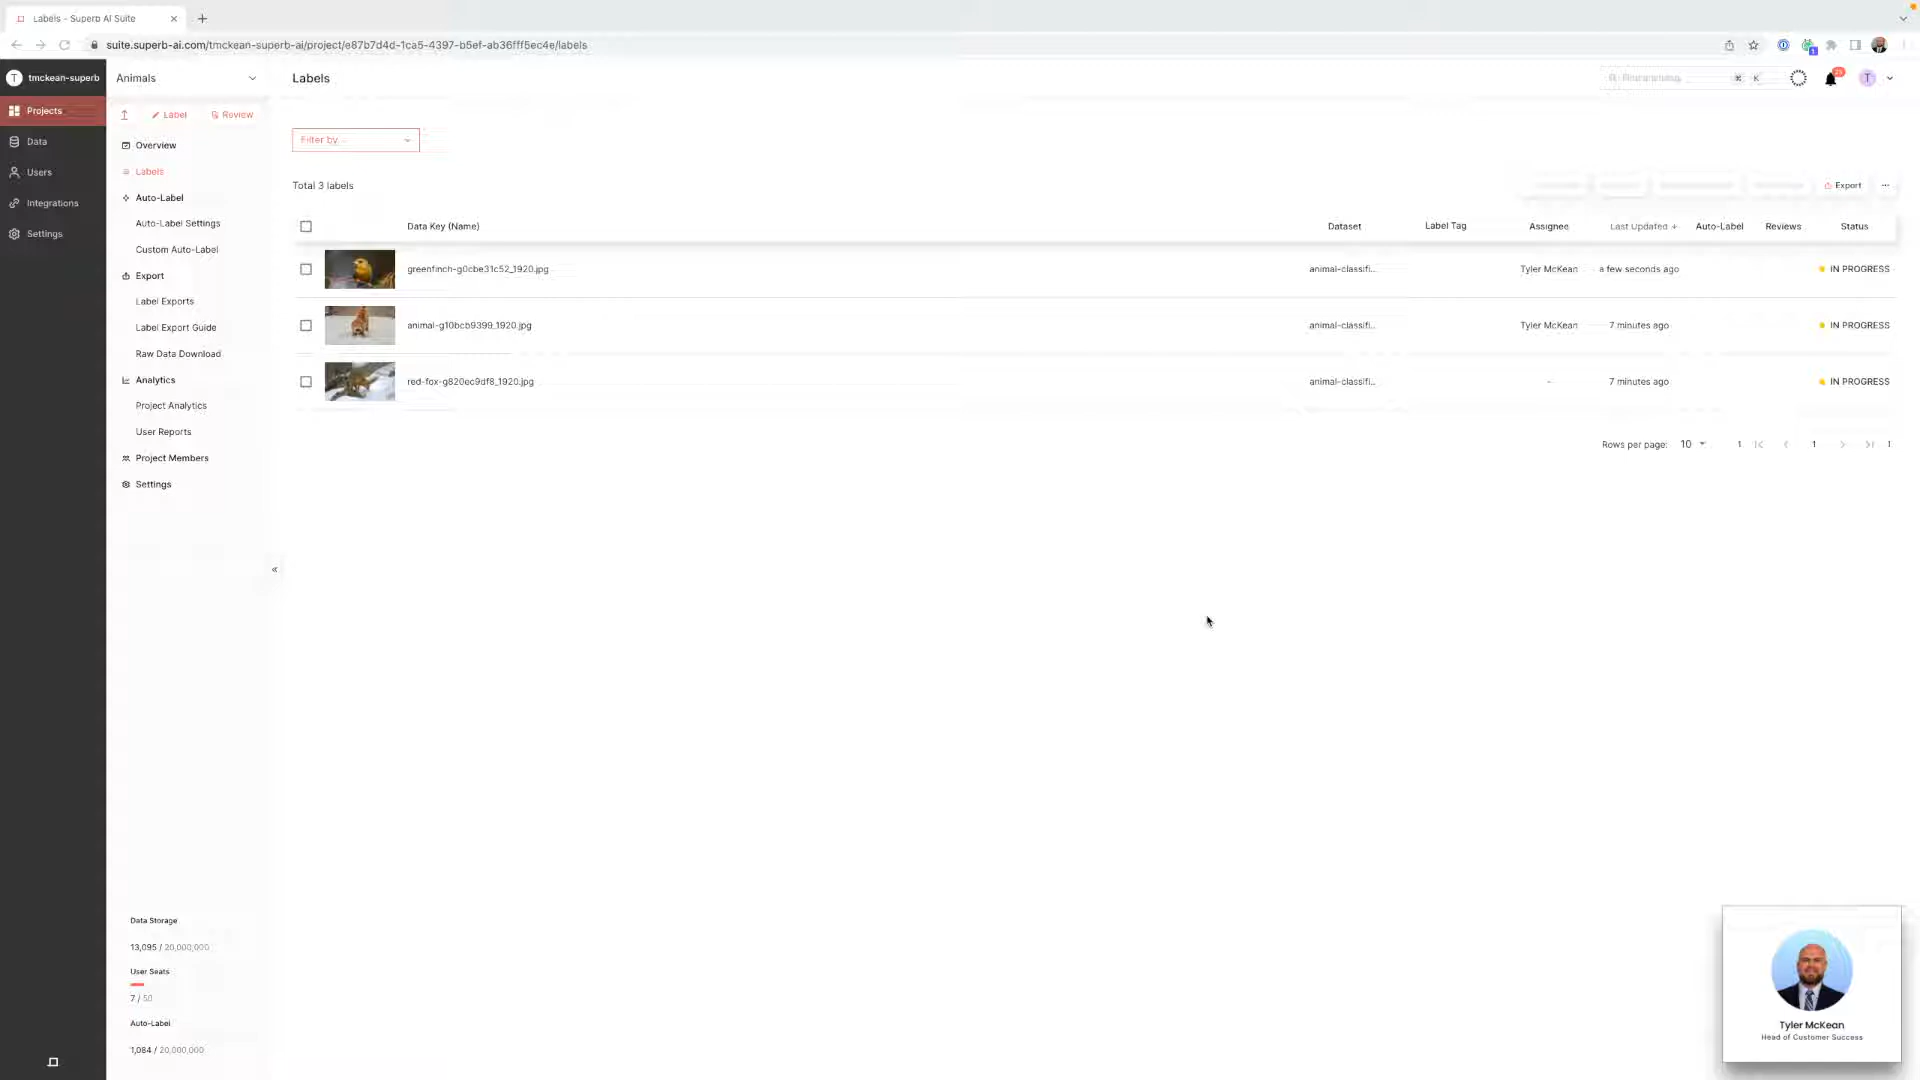 Labels - Superb AI Suite
suite.superb-ai.com/tmckean-superb-ai/project/e87b7d4d-1ca5-4397-b5ef-ab36fff5ec4e/labels
T tmckean-superb
Animals
Labels
⌘ K
T
Projects
Data
Users
Integrations
Settings
Label
Review
Overview
Labels
Auto-Label
Auto-Label Settings
Custom Auto-Label
Export
Label Exports
Label Export Guide
Raw Data Download
Analytics
Project Analytics
User Reports
Project Members
Settings
Data Storage
13,095 / 20,000,000
User Seats
7 / 50
Auto-Label
1,084 / 20,000,000
Filter by...
Total 3 labels
Export
Data Key (Name) Dataset Label Tag Assignee Last Updated Auto-Label Reviews Status
greenfinch-g0cbe31c52_1920.jpg animal-classifi... Tyler McKean a few seconds ago IN PROGRESS
animal-g10bcb9399_1920.jpg animal-classifi... Tyler McKean 7 minutes ago IN PROGRESS
red-fox-g820ec9df8_1920.jpg animal-classifi... - 7 minutes ago IN PROGRESS
Rows per page: 10 1 1
Tyler McKean
Head of Customer Success